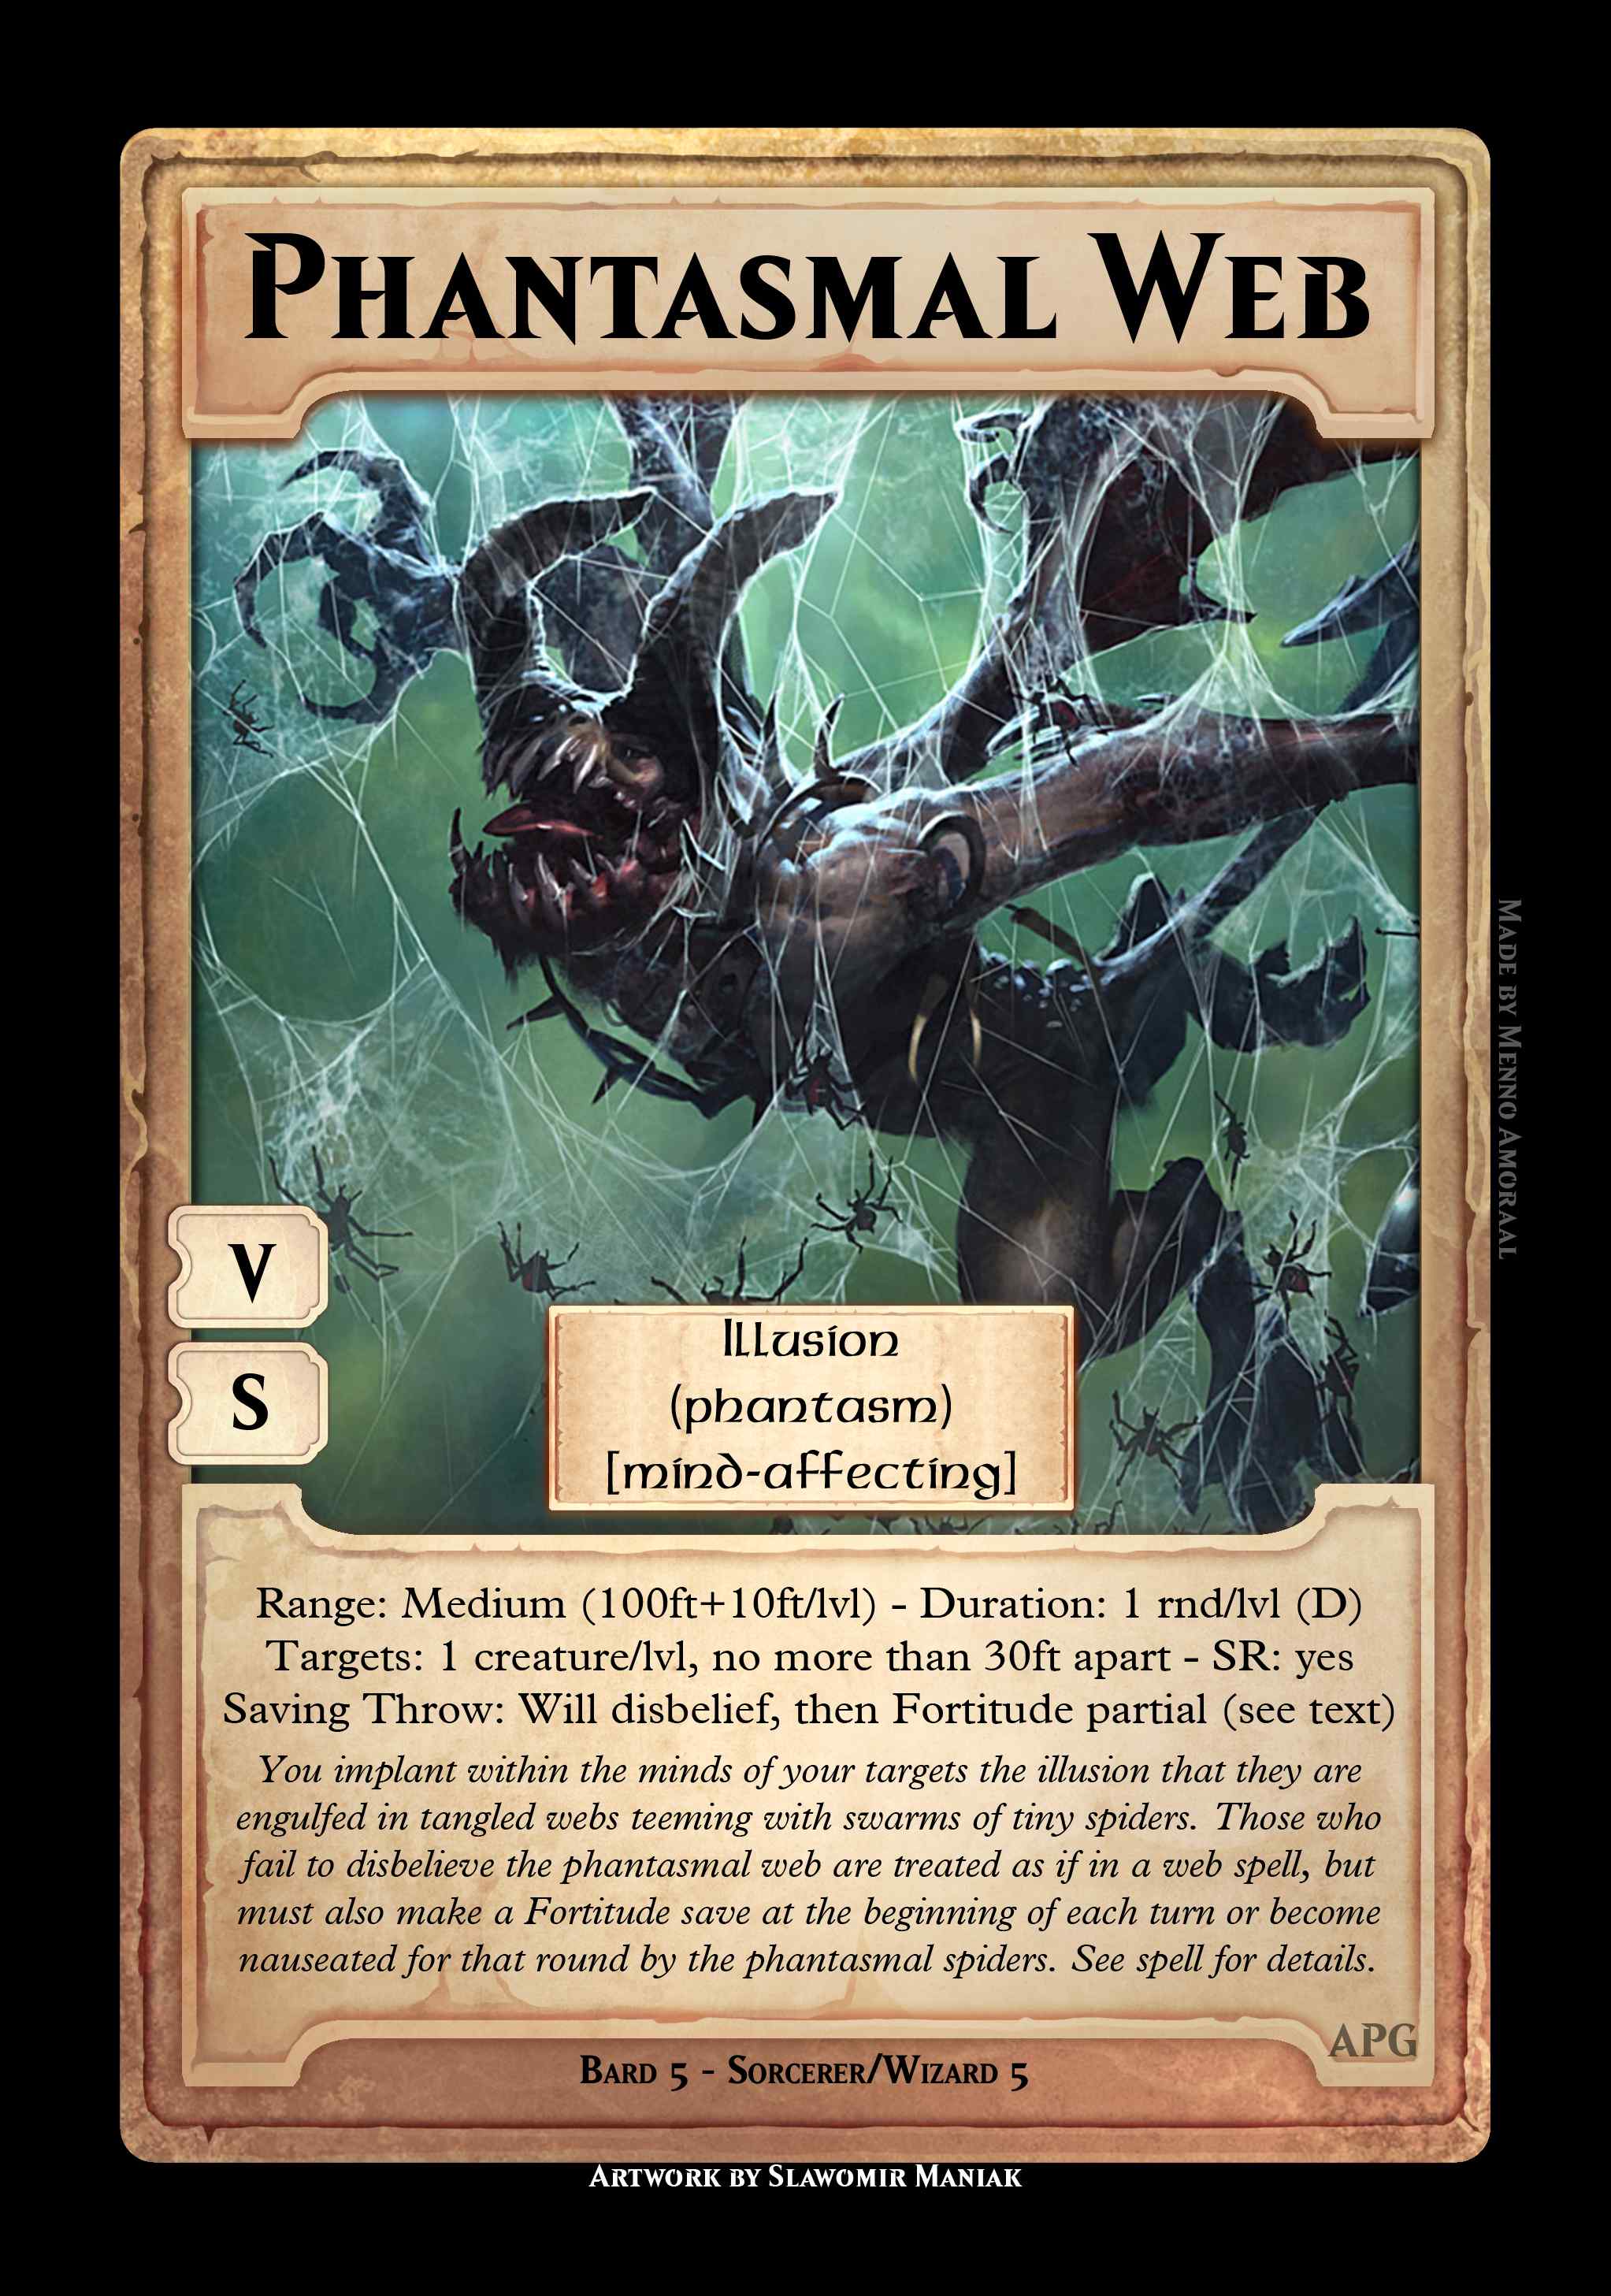 Phantasmal Web
V
S
Illusion
(phantasm)
[mind-affecting]
Range: Medium (100ft+10ft/lvl) - Duration: 1 rnd/lvl (D)
Targets: 1 creature/lvl, no more than 30ft apart - SR: yes
Saving Throw: Will disbelief, then Fortitude partial (see text)
You implant within the minds of your targets the illusion that they are
engulfed in tangled webs teeming with swarms of tiny spiders. Those who
fail to disbelieve the phantasmal web are treated as if in a web spell, but
must also make a Fortitude save at the beginning of each turn or become
nauseated for that round by the phantasmal spiders. See spell for details.
APG
Bard 5 - Sorcerer/Wizard 5
Artwork by Slawomir Maniak
Made by Menno Amoraal